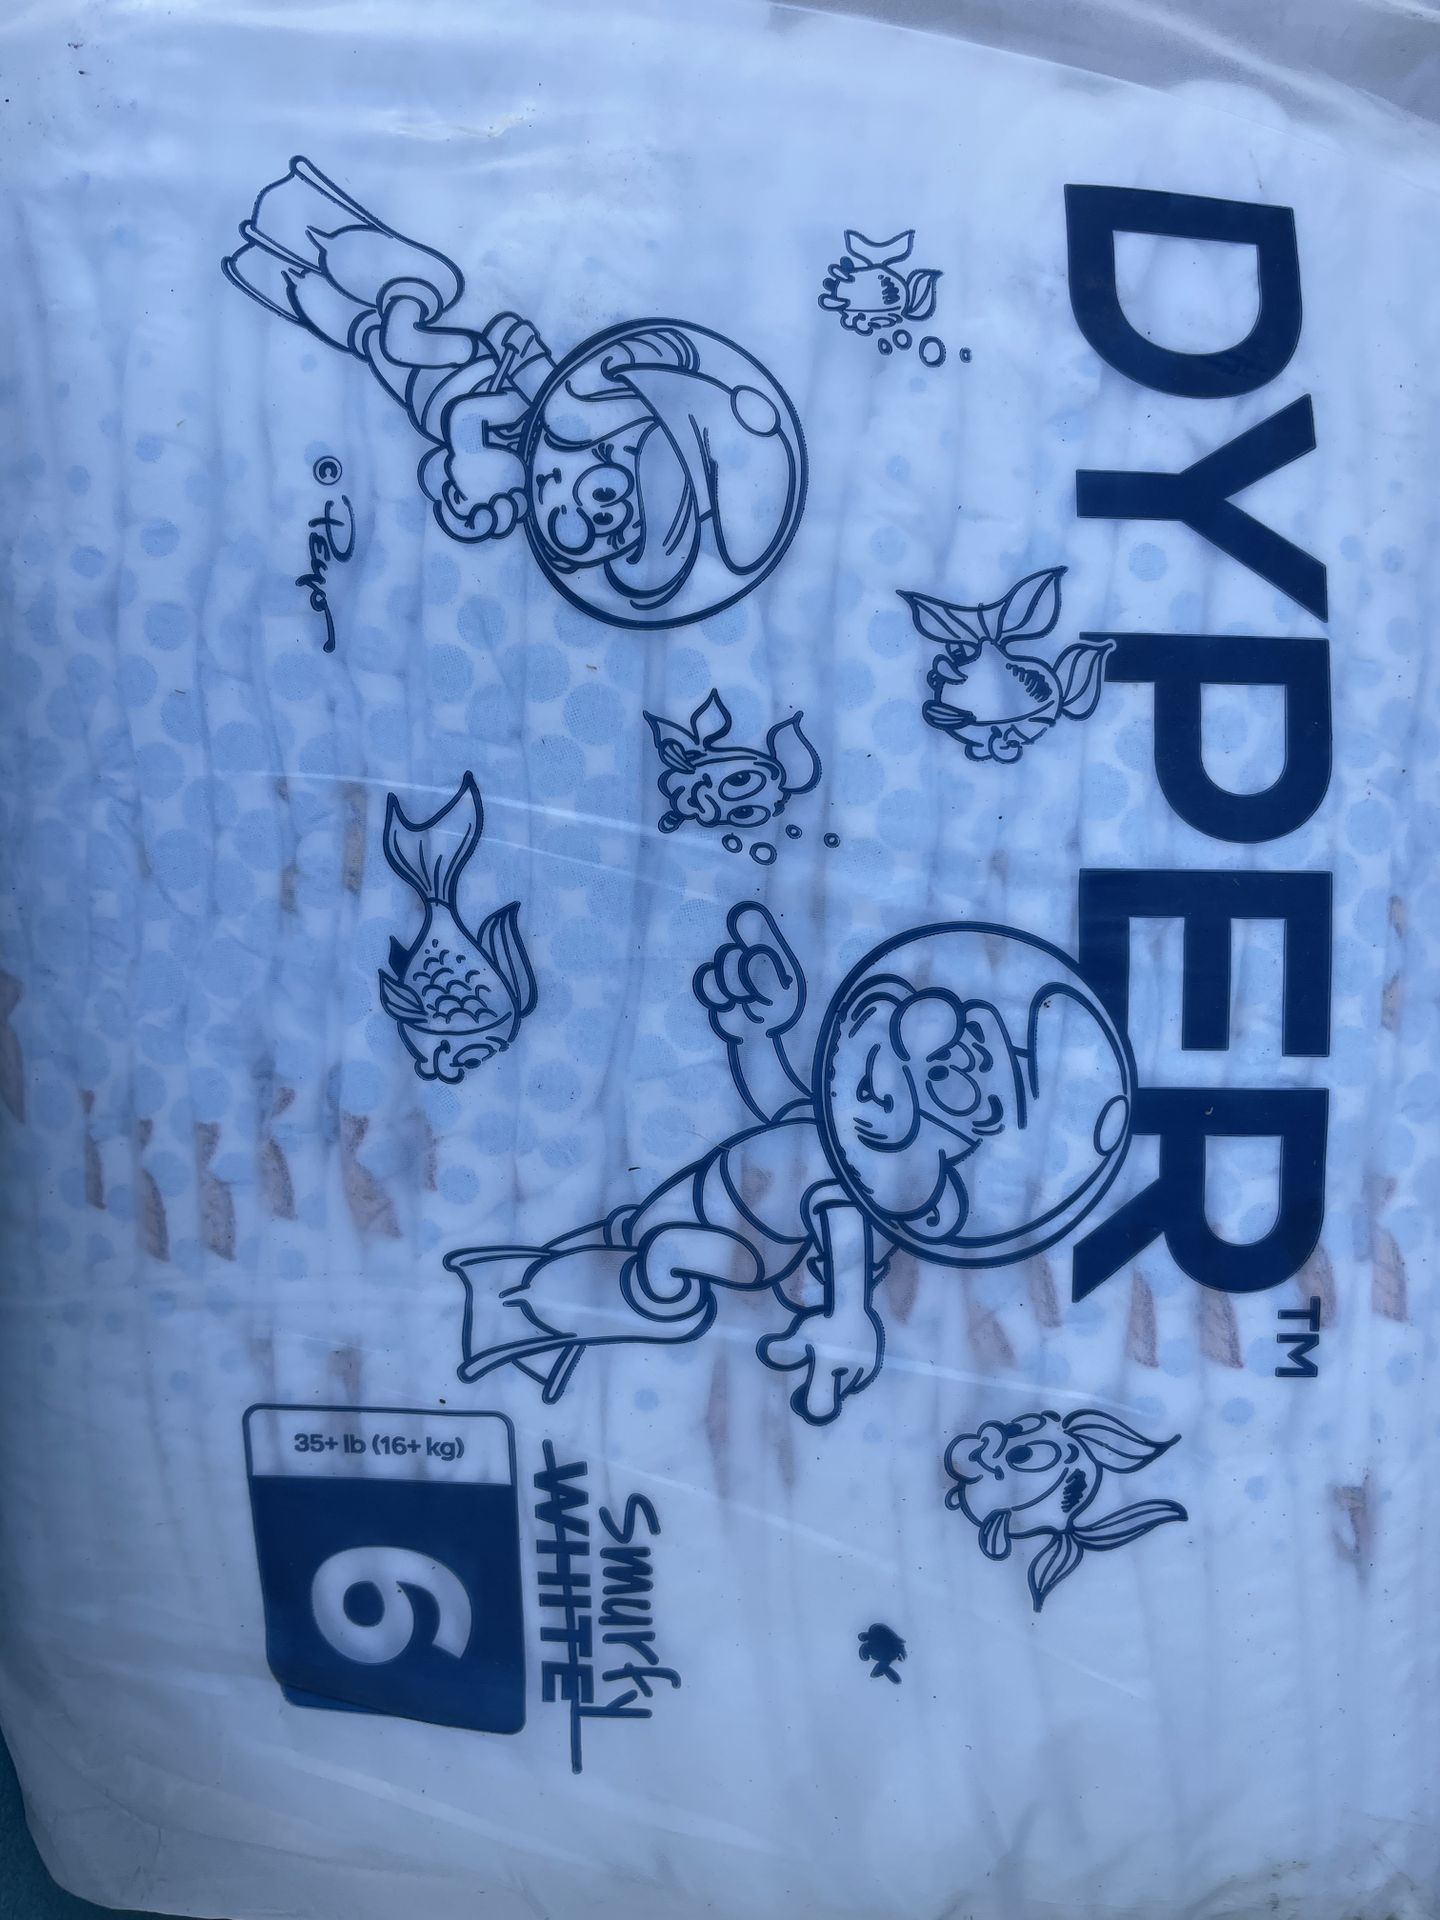 DYPER™
© Peyo
Smurfy
WHITE
35+ lb (16+ kg)
6